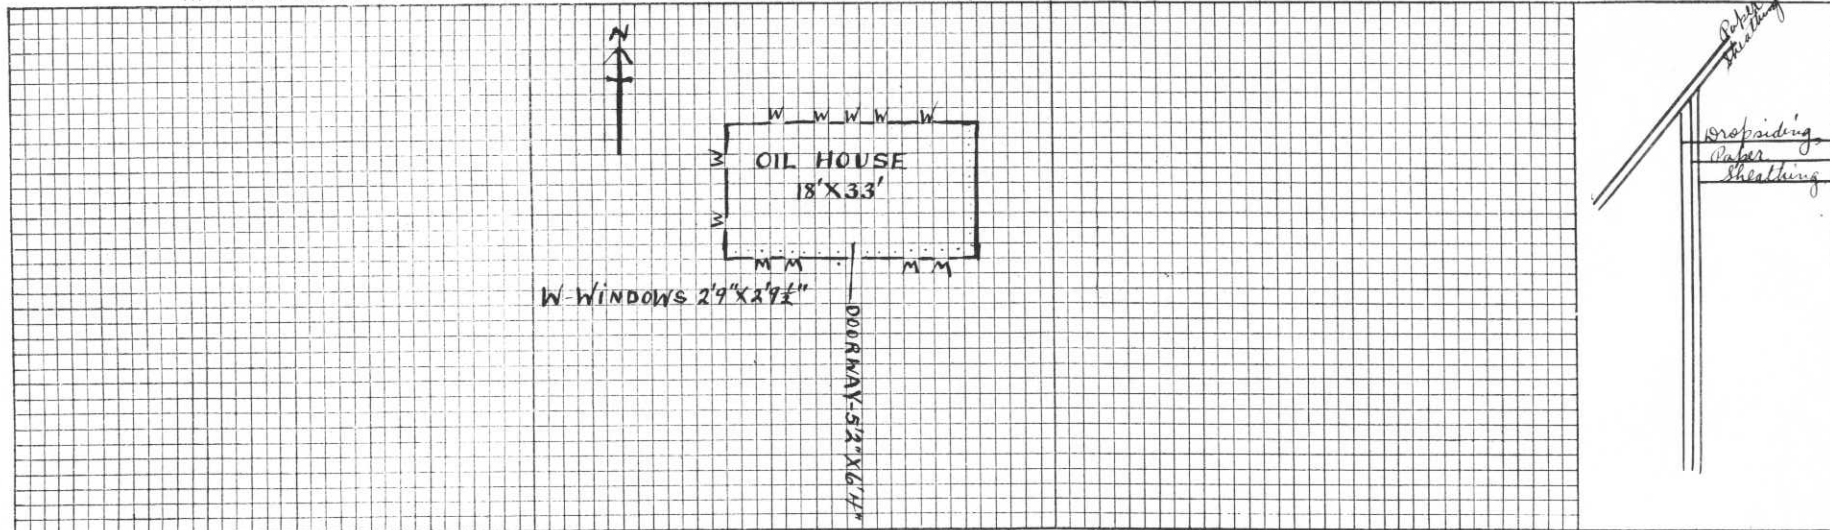 N
W W W W W
W
OIL HOUSE
18'X33'
W
M M M M
W-WINDOWS 2'9"X2'9½"
DOORWAY-5'2"X6'4"
Paper
Sheathing
Dropsiding,
Paper
Sheathing